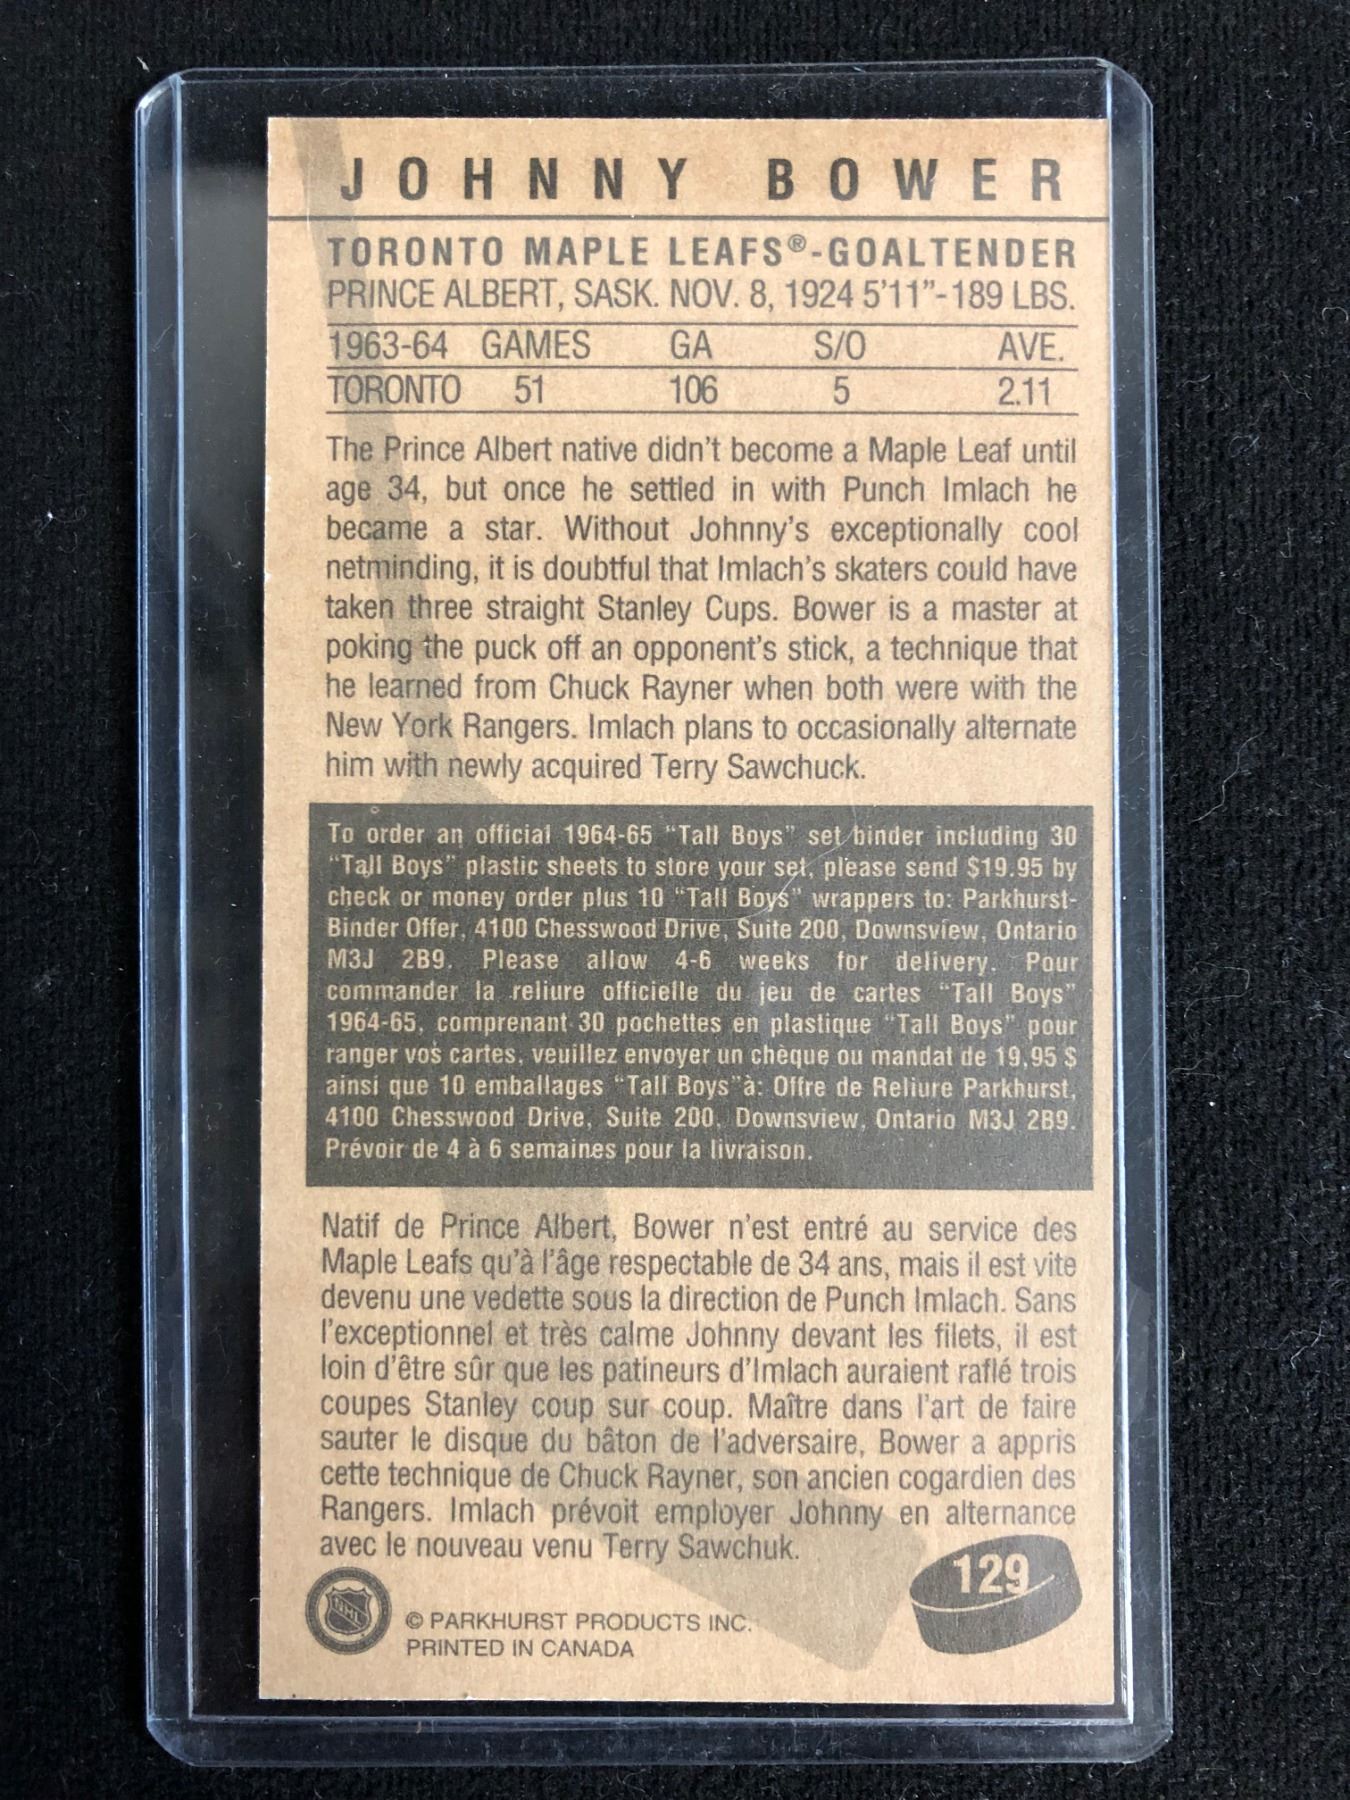 JOHNNY BOWER
TORONTO MAPLE LEAFS®-GOALTENDER
PRINCE ALBERT, SASK. NOV. 8, 1924 5'11"-189 LBS.
1963-64 GAMES GA S/O AVE.
TORONTO 51 106 5 2.11
The Prince Albert native didn't become a Maple Leaf until
age 34, but once he settled in with Punch Imlach he
became a star. Without Johnny's exceptionally cool
netminding, it is doubtful that Imlach's skaters could have
taken three straight Stanley Cups. Bower is a master at
poking the puck off an opponent's stick, a technique that
he learned from Chuck Rayner when both were with the
New York Rangers. Imlach plans to occasionally alternate
him with newly acquired Terry Sawchuck.
To order an official 1964-65 "Tall Boys" set binder including 30
"Tall Boys" plastic sheets to store your set, please send $19.95 by
check or money order plus 10 "Tall Boys" wrappers to: Parkhurst-
Binder Offer, 4100 Chesswood Drive, Suite 200, Downsview, Ontario
M3J 2B9. Please allow 4-6 weeks for delivery. Pour
commander la reliure officielle du jeu de cartes "Tall Boys"
1964-65, comprenant 30 pochettes en plastique "Tall Boys" pour
ranger vos cartes, veuillez envoyer un chèque ou mandat de 19,95 $
ainsi que 10 emballages "Tall Boys"à: Offre de Reliure Parkhurst,
4100 Chesswood Drive, Suite 200, Downsview, Ontario M3J 2B9.
Prévoir de 4 à 6 semaines pour la livraison.
Natif de Prince Albert, Bower n'est entré au service des
Maple Leafs qu'à l'âge respectable de 34 ans, mais il est vite
devenu une vedette sous la direction de Punch Imlach. Sans
l'exceptionnel et très calme Johnny devant les filets, il est
loin d'être sûr que les patineurs d'Imlach auraient raflé trois
coupes Stanley coup sur coup. Maître dans l'art de faire
sauter le disque du bâton de l'adversaire, Bower a appris
cette technique de Chuck Rayner, son ancien cogardien des
Rangers. Imlach prévoit employer Johnny en alternance
avec le nouveau venu Terry Sawchuk.
129
NHL
© PARKHURST PRODUCTS INC.
PRINTED IN CANADA